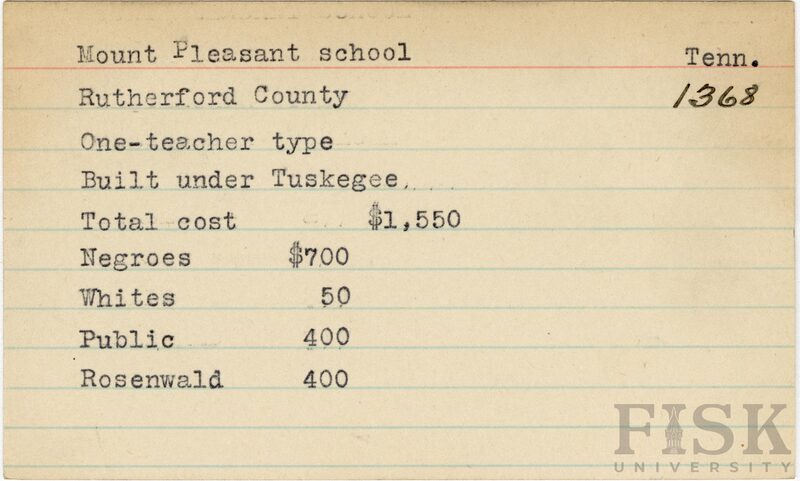 Mount Pleasant school Tenn.
Rutherford County 1368
One-teacher type
Built under Tuskegee.
Total cost $1,550
Negroes $700
Whites 50
Public 400
Rosenwald 400
FISK
UNIVERSITY